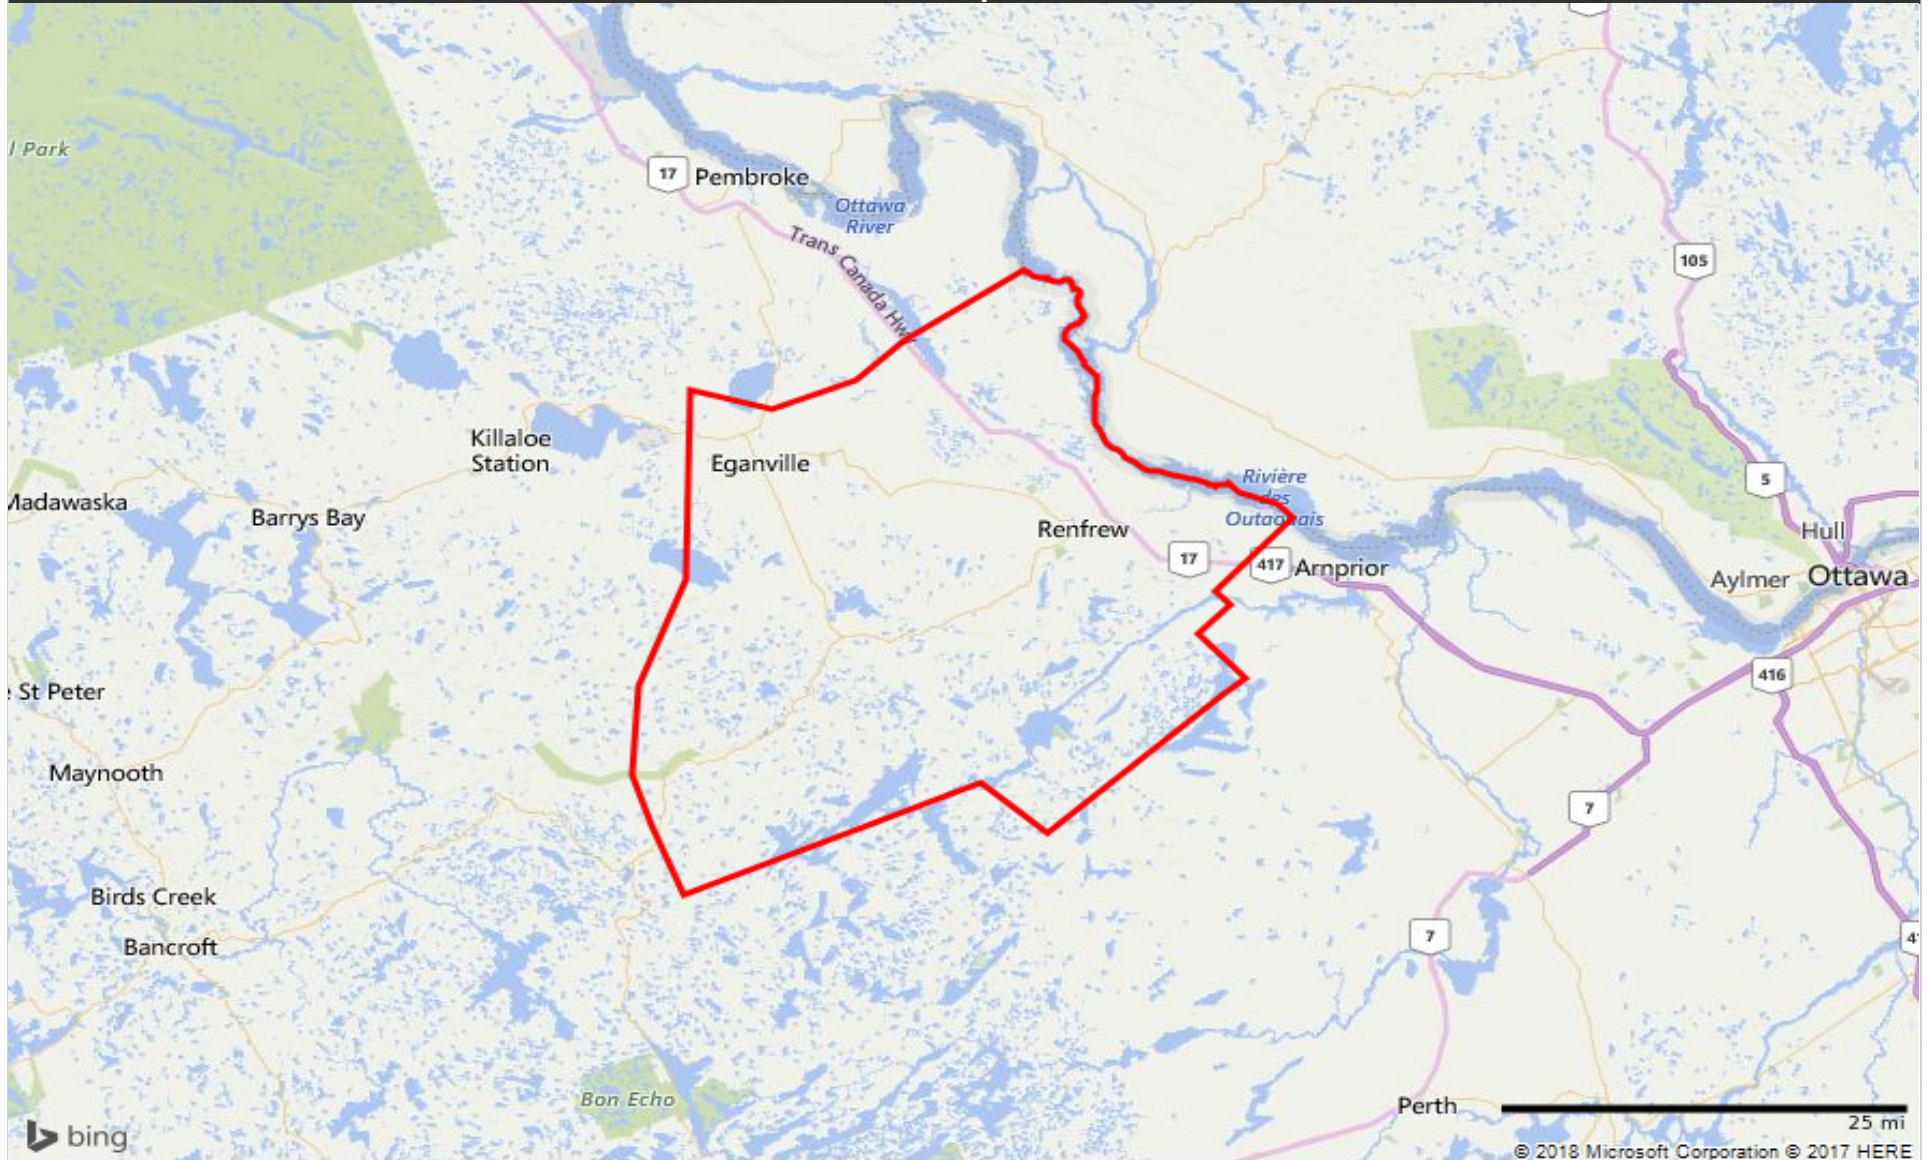 l Park
17
Pembroke
Ottawa
River
Trans Canada Hw
105
Killaloe
Station
Eganville
Madawaska
Barrys Bay
Renfrew
Rivière
des
Outaouais
17
417
Arnprior
5
Hull
Aylmer
Ottawa
416
St Peter
Maynooth
7
Birds Creek
Bancroft
7
4
Bon Echo
Perth
25 mi
bing
© 2018 Microsoft Corporation © 2017 HERE